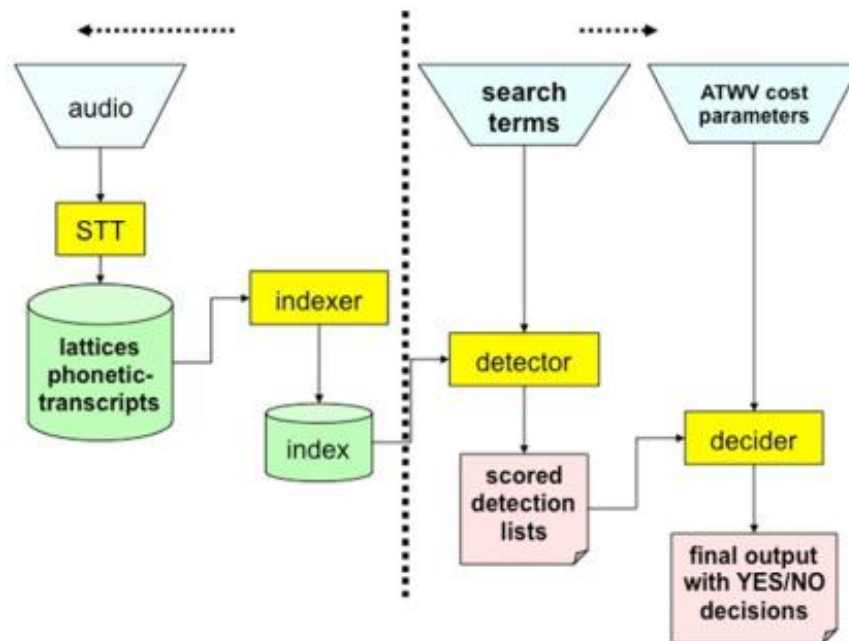 audio
STT
lattices
phonetic-
transcripts
indexer
index
search
terms
detector
scored
detection
lists
ATWV cost
parameters
decider
final output
with YES/NO
decisions